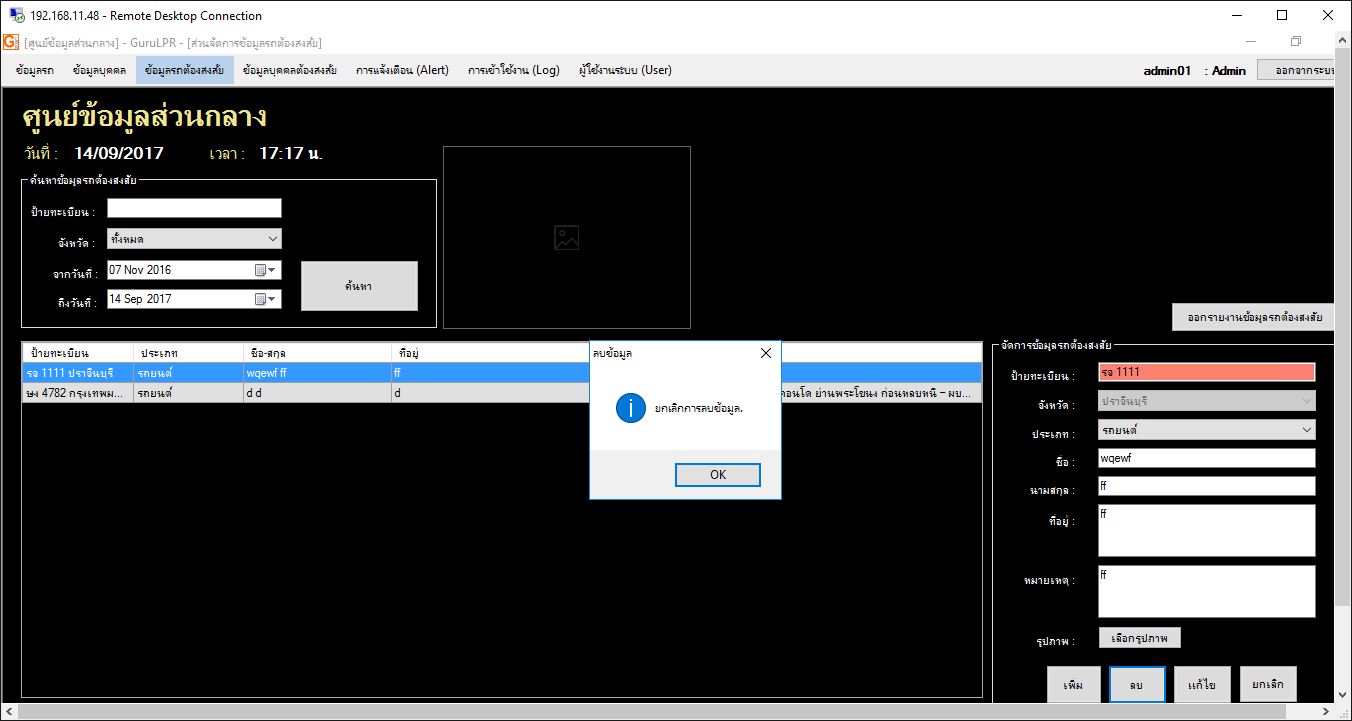 192.168.11.48 - Remote Desktop Connection
[ศูนย์ข้อมูลส่วนกลาง] - GuruLPR - [ส่วนจัดการข้อมูลรถต้องสงสัย]
ข้อมูลรถ ข้อมูลบุคคล ข้อมูลรถต้องสงสัย ข้อมูลบุคคลต้องสงสัย การแจ้งเตือน (Alert) การเข้าใช้งาน (Log) ผู้ใช้งานระบบ (User) admin01 : Admin ออกจากระบบ
ศูนย์ข้อมูลส่วนกลาง
วันที่ : 14/09/2017 เวลา : 17:17 น.
ค้นหาข้อมูลรถต้องสงสัย
ป้ายทะเบียน :
จังหวัด : ทั้งหมด
จากวันที่ : 07 Nov 2016
ค้นหา
ถึงวันที่ : 14 Sep 2017
ออกรายงานข้อมูลรถต้องสงสัย
ป้ายทะเบียน ประเภท ชื่อ-สกุล ที่อยู่
รจ 1111 ปราจีนบุรี รถยนต์ wqewf ff ff
ษง 4782 กรุงเทพม... รถยนต์ d d d คอนโด ย่านพระโขนง ก่อนหลบหนี – ผบ...
ลบข้อมูล
ยกเลิกการลบข้อมูล.
OK
จัดการข้อมูลรถต้องสงสัย
ป้ายทะเบียน : รจ 1111
จังหวัด : ปราจีนบุรี
ประเภท : รถยนต์
ชื่อ : wqewf
นามสกุล : ff
ที่อยู่ : ff
หมายเหตุ : ff
รูปภาพ : เลือกรูปภาพ
เพิ่ม ลบ แก้ไข ยกเลิก